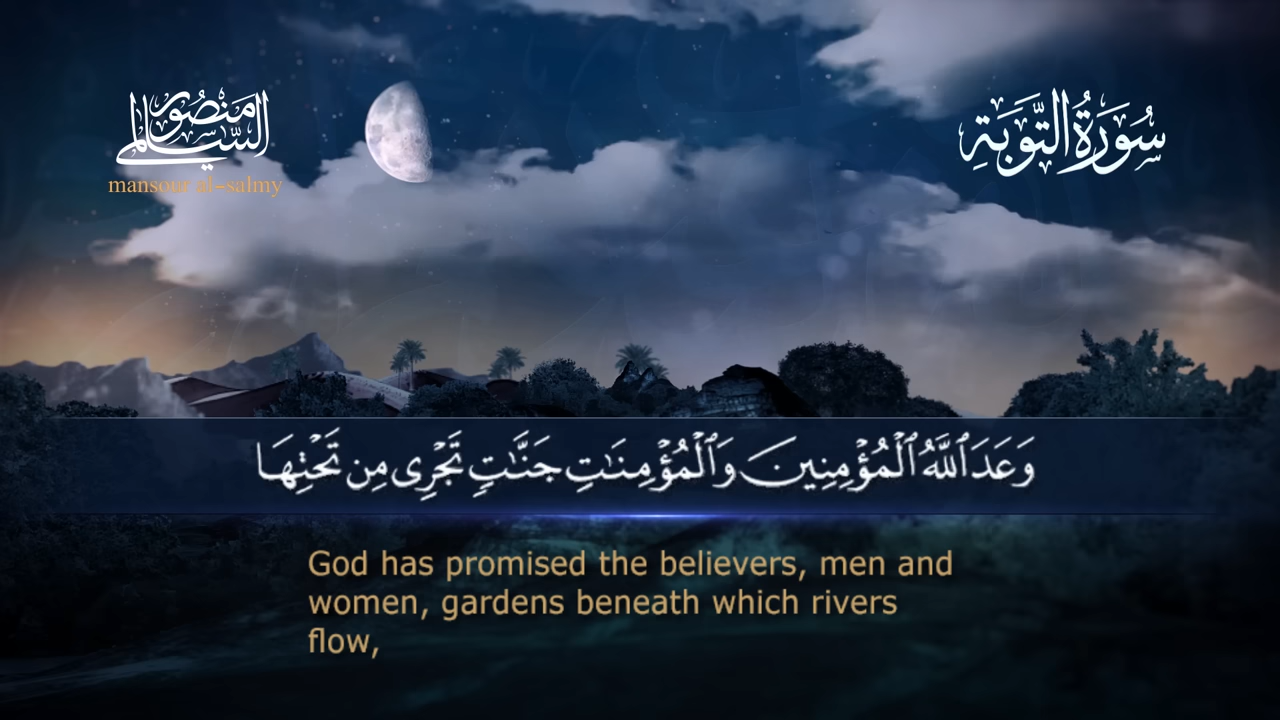 منصور السالمي
mansour al-salmy
سُورَةُ التَّوْبَةِ
وَعَدَ ٱللَّهُ ٱلْمُؤْمِنِينَ وَٱلْمُؤْمِنَٰتِ جَنَّٰتٍ تَجْرِى مِن تَحْتِهَا
God has promised the believers, men and
women, gardens beneath which rivers
flow,